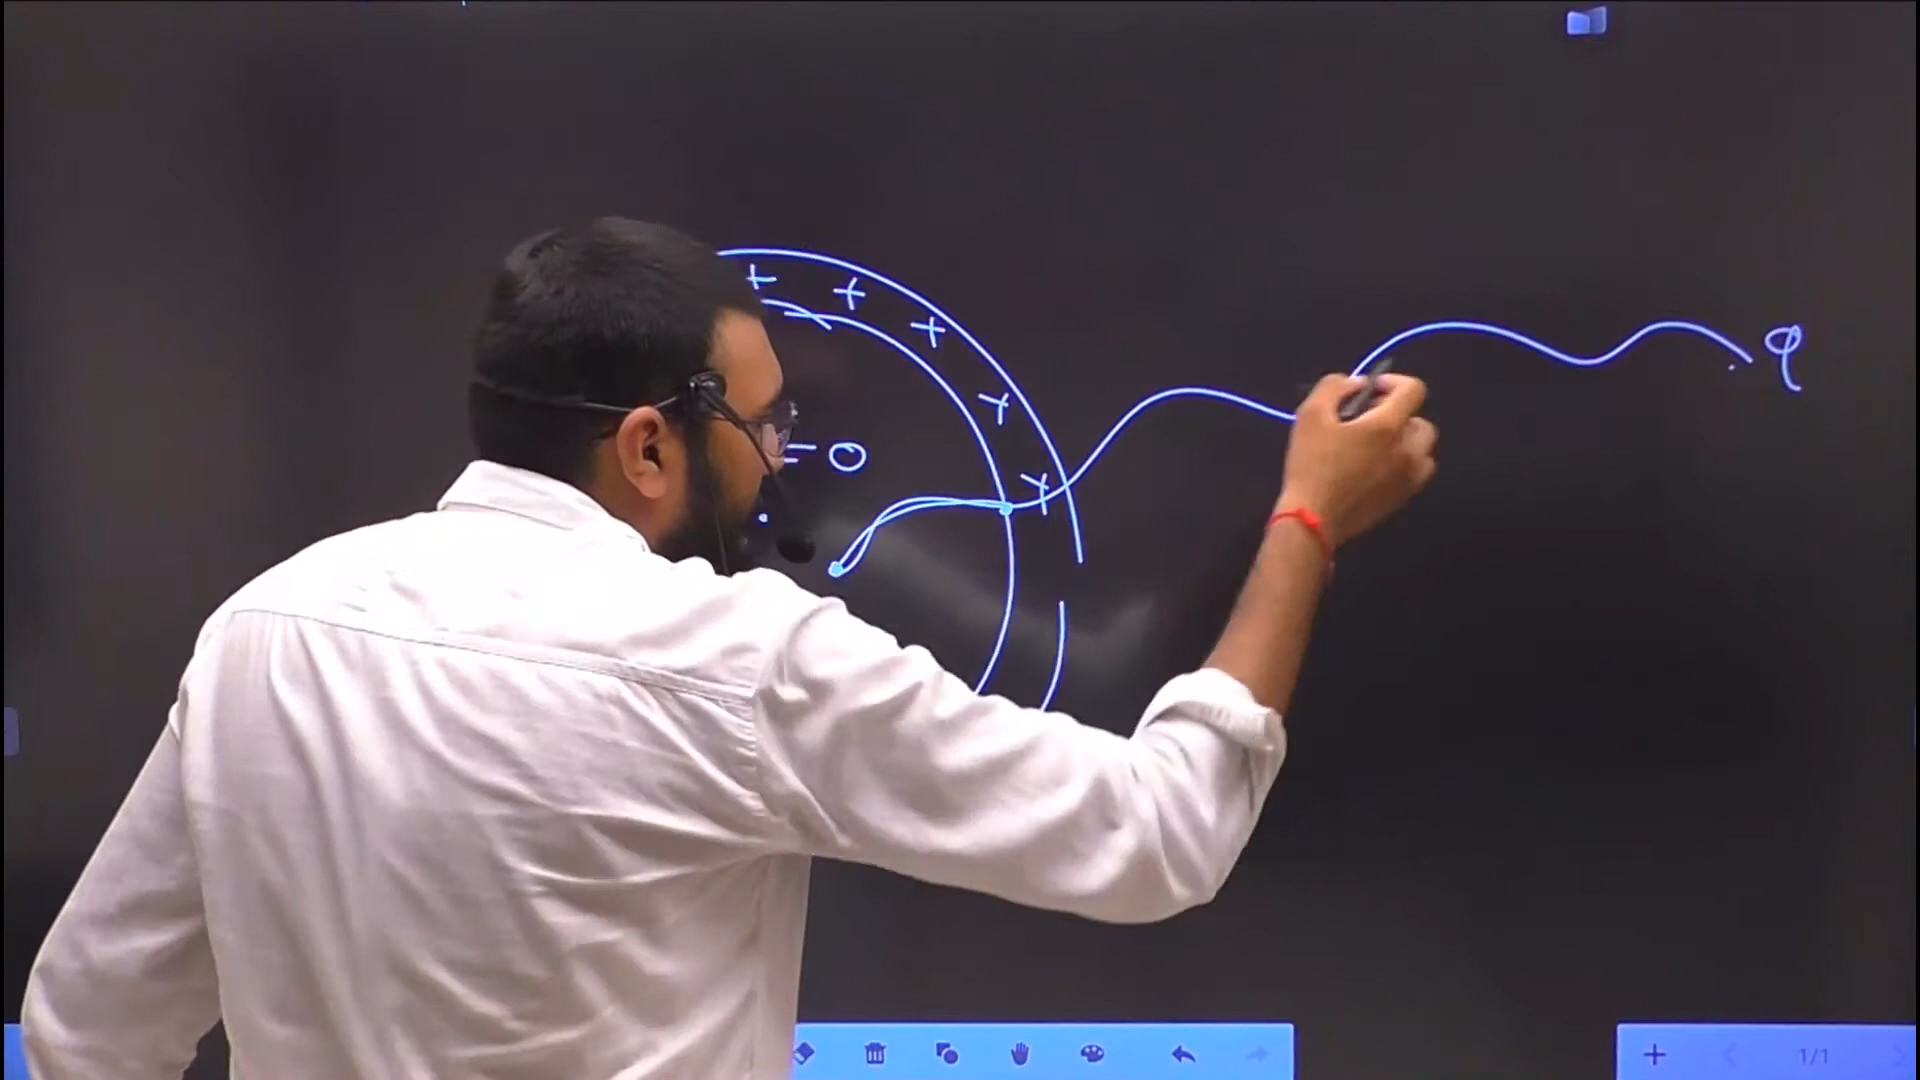 + + + + +
q
= 0
+ 1/1